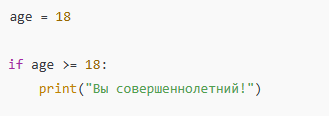 age = 18
if age >= 18:
    print("Вы совершеннолетний!")